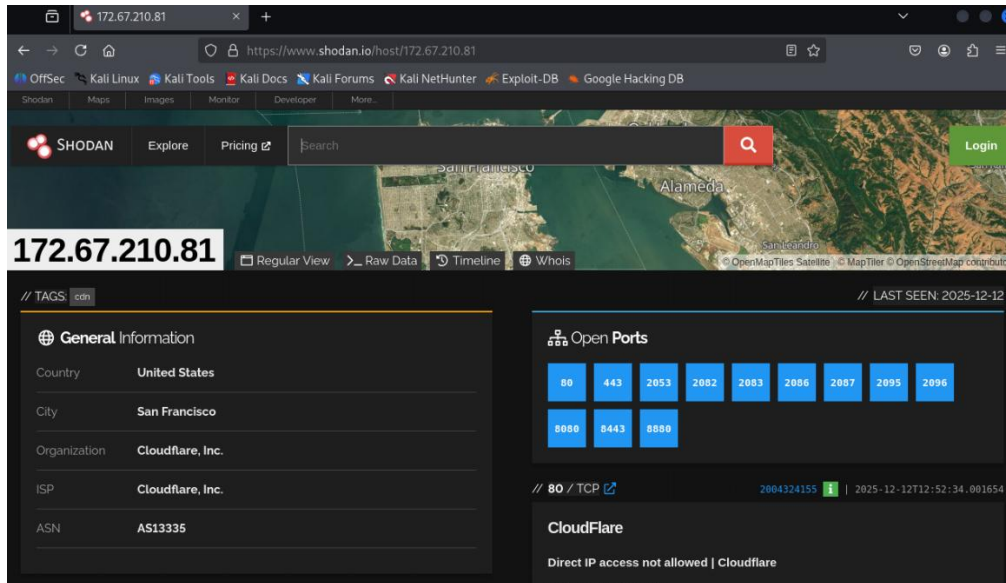 172.67.210.81 × +
https://www.shodan.io/host/172.67.210.81
OffSec Kali Linux Kali Tools Kali Docs Kali Forums Kali NetHunter Exploit-DB Google Hacking DB
Shodan Maps Images Monitor Developer More...
SHODAN Explore Pricing Search Login
San Francisco
Alameda
San Leandro
172.67.210.81 Regular View >_ Raw Data Timeline Whois
© OpenMapTiles Satellite © MapTiler © OpenStreetMap contributo
// TAGS: cdn
// LAST SEEN: 2025-12-12
General Information
Country United States
City San Francisco
Organization Cloudflare, Inc.
ISP Cloudflare, Inc.
ASN AS13335
Open Ports
80 443 2053 2082 2083 2086 2087 2095 2096
8080 8443 8880
// 80 / TCP 2004324155 | 2025-12-12T12:52:34.001654
CloudFlare
Direct IP access not allowed | Cloudflare